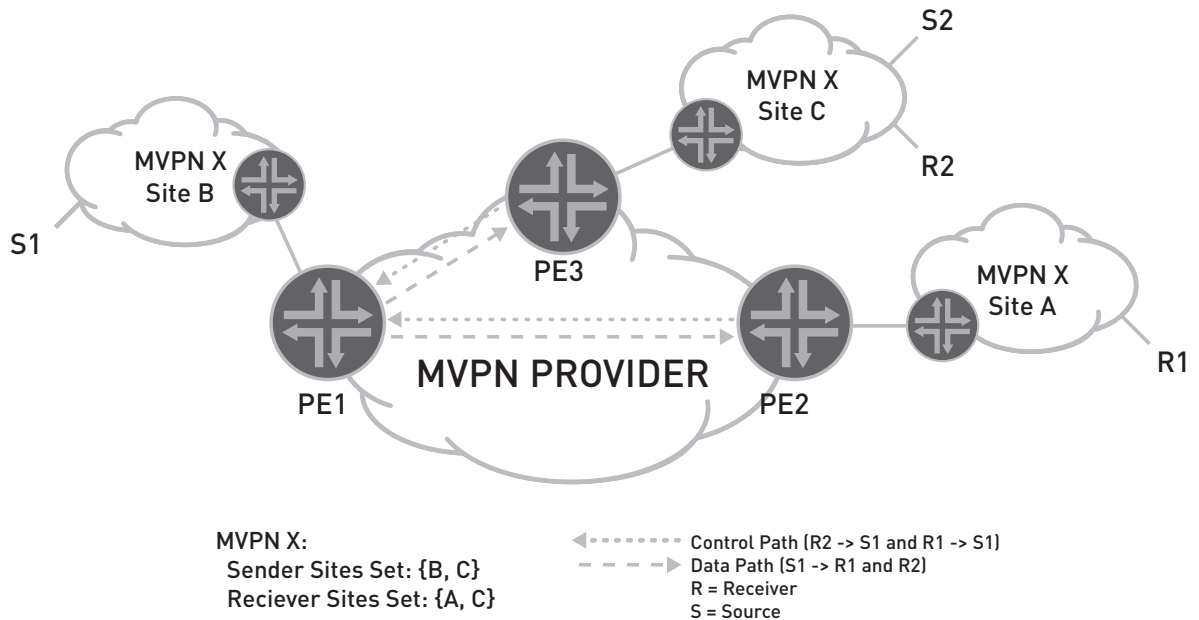 S2
MVPN X
Site C
R2
MVPN X
Site B
S1
PE3
MVPN X
Site A
R1
MVPN PROVIDER
PE1
PE2
MVPN X:
Sender Sites Set: {B, C}
Reciever Sites Set: {A, C}
Control Path (R2 -> S1 and R1 -> S1)
Data Path (S1 -> R1 and R2)
R = Receiver
S = Source